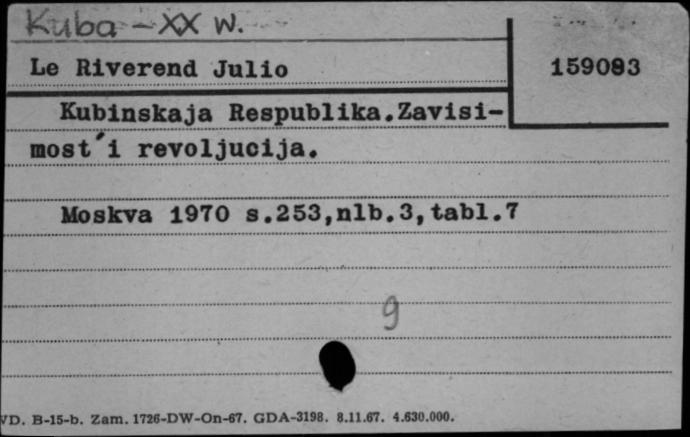 Kuba – XX w.
Le Riverend Julio
159093
Kubinskaja Respublika.Zavisi-
most´i revoljucija.
Moskva 1970 s.253,nlb.3,tabl.7
9
VD. B-15-b. Zam. 1726-DW-On-67. GDA-3198. 8.11.67. 4.630.000.